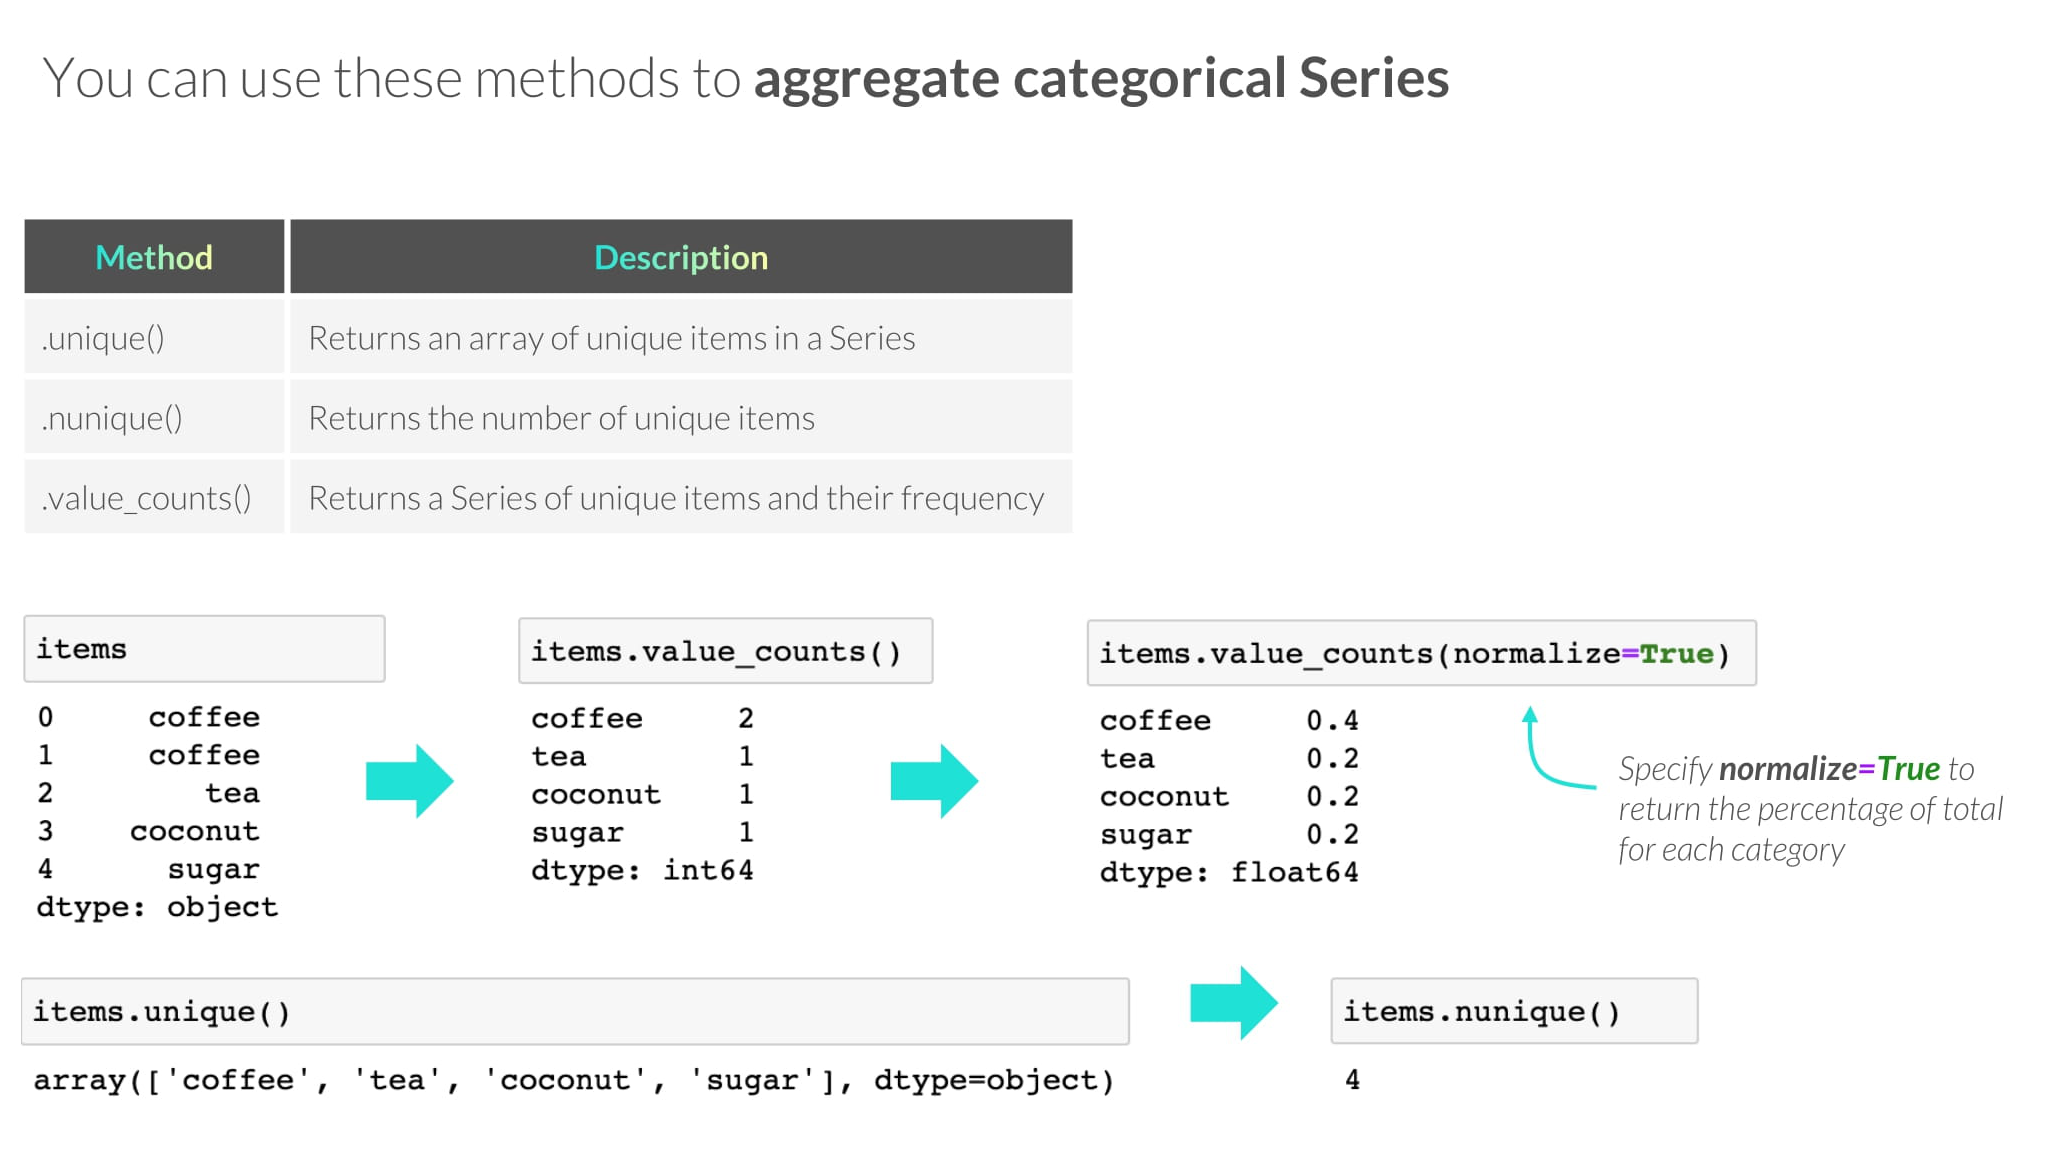 You can use these methods to aggregate categorical Series
Method Description
.unique() Returns an array of unique items in a Series
.nunique() Returns the number of unique items
.value_counts() Returns a Series of unique items and their frequency
items
0 coffee
1 coffee
2 tea
3 coconut
4 sugar
dtype: object
items.value_counts()
coffee 2
tea 1
coconut 1
sugar 1
dtype: int64
items.value_counts(normalize=True)
coffee 0.4
tea 0.2
coconut 0.2
sugar 0.2
dtype: float64
Specify normalize=True to
return the percentage of total
for each category
items.unique()
array(['coffee', 'tea', 'coconut', 'sugar'], dtype=object)
items.nunique()
4